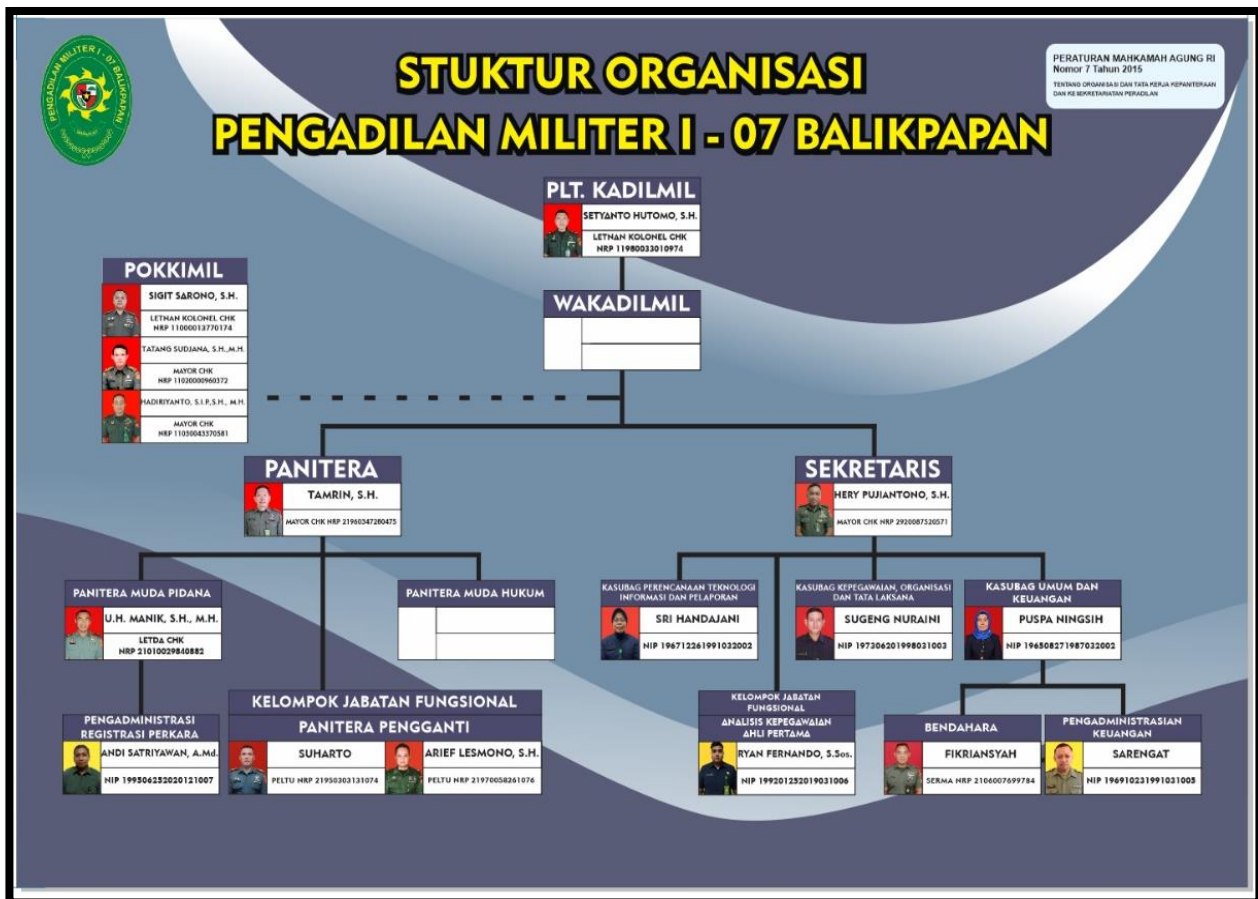 PENGADILAN MILITER I - 07 BALIKPAPAN
STUKTUR ORGANISASI
PENGADILAN MILITER I - 07 BALIKPAPAN
PERATURAN MAHKAMAH AGUNG RI
Nomor 7 Tahun 2015
TENTANG ORGANISASI DAN TATA KERJA KEPANITERAAN
DAN KESEKRETARIATAN PERADILAN
PLT. KADILMIL
SETYANTO HUTOMO, S.H.
LETNAN KOLONEL CHK
NRP 11980033010974
POKKIMIL
SIGIT SARONO, S.H.
LETNAN KOLONEL CHK
NRP 11000013770174
TATANG SUDJANA, S.H.,M.H.
MAYOR CHK
NRP 11020000960372
HADIRIYANTO, S.I.P,S.H., M.H.
MAYOR CHK
NRP 11030043370581
WAKADILMIL
PANITERA
TAMRIN, S.H.
MAYOR CHK NRP 21960347280475
SEKRETARIS
HERY PUJIANTONO, S.H.
MAYOR CHK NRP 2920087520571
PANITERA MUDA PIDANA
U.H. MANIK, S.H., M.H.
LETDA CHK
NRP 21010029840882
PANITERA MUDA HUKUM
KASUBAG PERENCANAAN TEKNOLOGI
INFORMASI DAN PELAPORAN
SRI HANDAJANI
NIP 196712261991032002
KASUBAG KEPEGAWAIAN, ORGANISASI
DAN TATA LAKSANA
SUGENG NURAINI
NIP 197306201998031003
KASUBAG UMUM DAN
KEUANGAN
PUSPA NINGSIH
NIP 196508271987032002
PENGADMINISTRASI
REGISTRASI PERKARA
ANDI SATRIYAWAN, A.Md.
NIP 199506252020121007
KELOMPOK JABATAN FUNGSIONAL
PANITERA PENGGANTI
SUHARTO
PELTU NRP 21950303131074
ARIEF LESMONO, S.H.
PELTU NRP 21970058261076
KELOMPOK JABATAN
FUNGSIONAL
ANALISIS KEPEGAWAIAN
AHLI PERTAMA
RYAN FERNANDO, S.Sos.
NIP 199201252019031006
BENDAHARA
FIKRIANSYAH
SERMA NRP 2106007699784
PENGADMINISTRASIAN
KEUANGAN
SARENGAT
NIP 196910231991031005